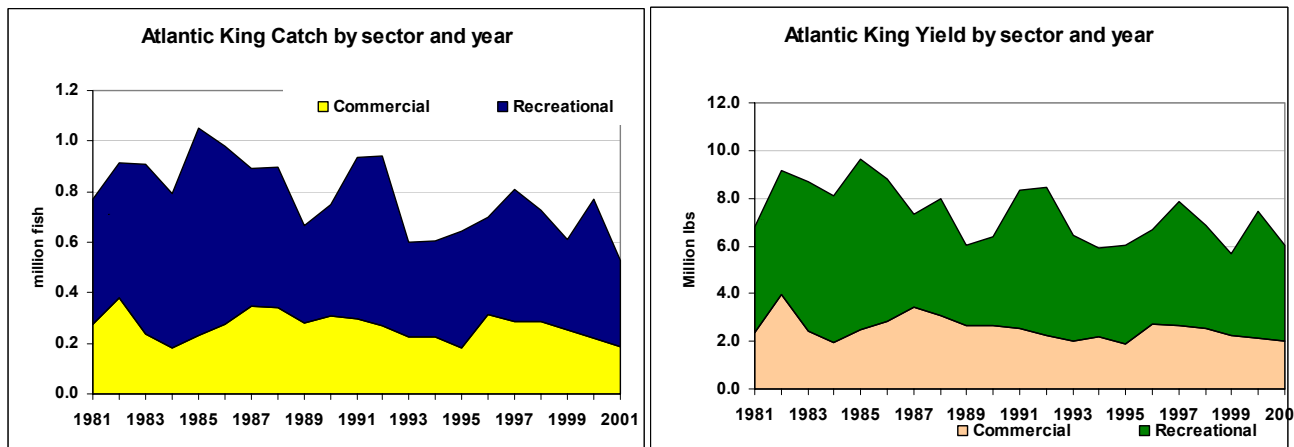 Atlantic King Catch by sector and year
1.2
1.0
0.8
0.6
0.4
0.2
0.0
million fish
Commercial Recreational
1981 1983 1985 1987 1989 1991 1993 1995 1997 1999 2001
Atlantic King Yield by sector and year
12.0
10.0
8.0
6.0
4.0
2.0
0.0
Million lbs
1981 1983 1985 1987 1989 1991 1993 1995 1997 1999 200
Commercial Recreational